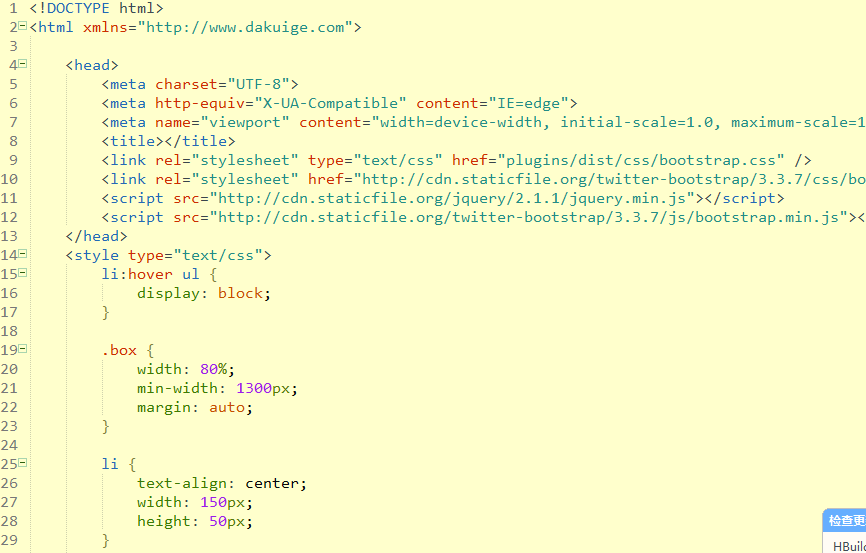 1 <!DOCTYPE html>
2 <html xmlns="http://www.dakuige.com">
3
4 <head>
5 <meta charset="UTF-8">
6 <meta http-equiv="X-UA-Compatible" content="IE=edge">
7 <meta name="viewport" content="width=device-width, initial-scale=1.0, maximum-scale=1
8 <title></title>
9 <link rel="stylesheet" type="text/css" href="plugins/dist/css/bootstrap.css" />
10 <link rel="stylesheet" href="http://cdn.staticfile.org/twitter-bootstrap/3.3.7/css/bo
11 <script src="http://cdn.staticfile.org/jquery/2.1.1/jquery.min.js"></script>
12 <script src="http://cdn.staticfile.org/twitter-bootstrap/3.3.7/js/bootstrap.min.js"><
13 </head>
14 <style type="text/css">
15 li:hover ul {
16 display: block;
17 }
18
19 .box {
20 width: 80%;
21 min-width: 1300px;
22 margin: auto;
23 }
24
25 li {
26 text-align: center;
27 width: 150px;
28 height: 50px;
29 }
检查更
HBuild